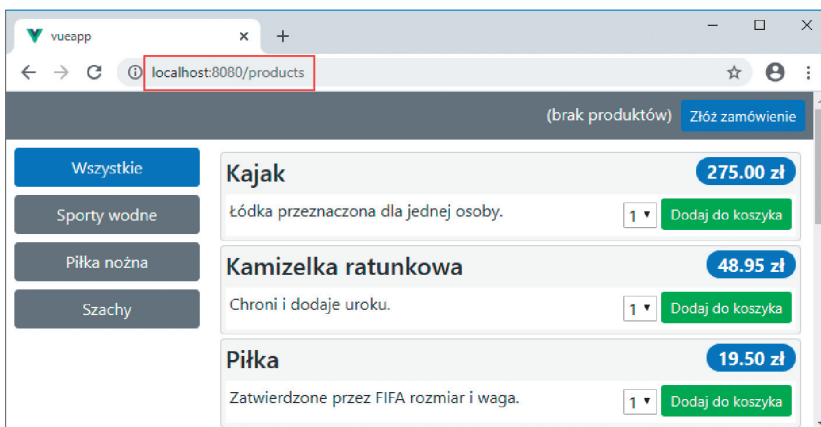 vueapp
localhost:8080/products
(brak produktów) Złóż zamówienie
Wszystkie
Sporty wodne
Piłka nożna
Szachy
Kajak 275.00 zł
Łódka przeznaczona dla jednej osoby. 1 Dodaj do koszyka
Kamizelka ratunkowa 48.95 zł
Chroni i dodaje uroku. 1 Dodaj do koszyka
Piłka 19.50 zł
Zatwierdzone przez FIFA rozmiar i waga. 1 Dodaj do koszyka